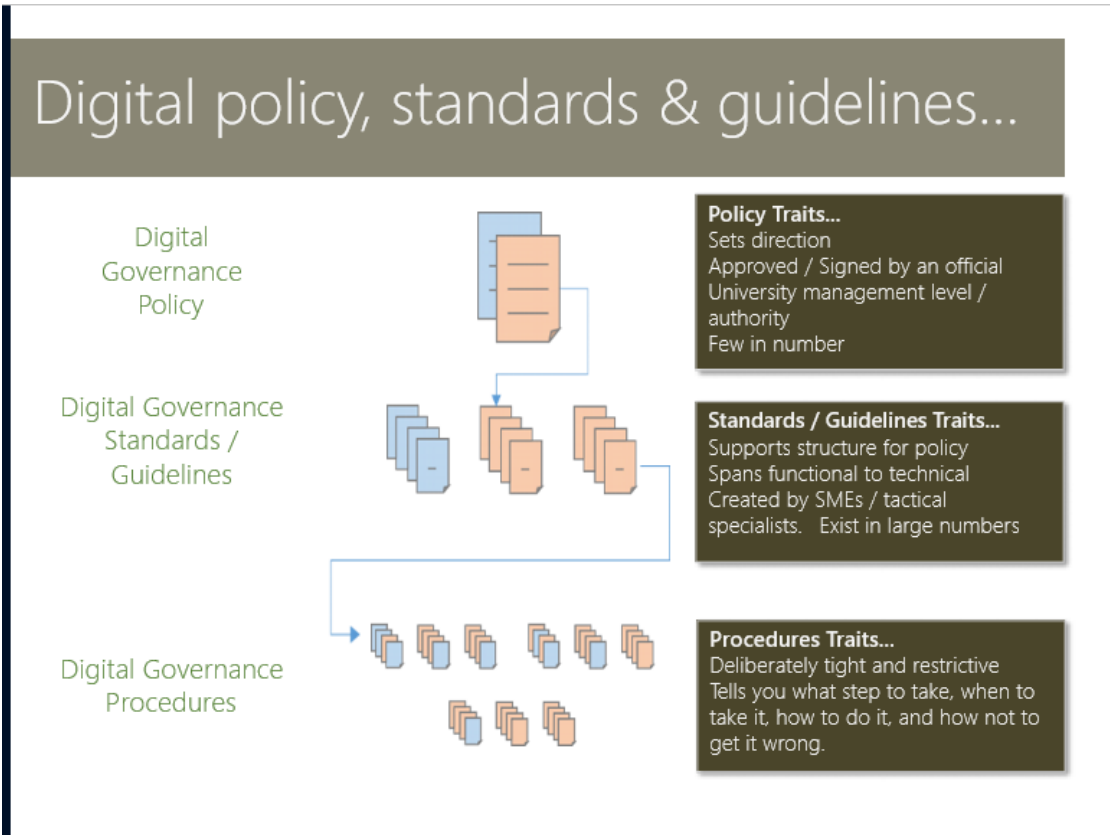 Digital policy, standards & guidelines...
Digital
Governance
Policy
Policy Traits...
Sets direction
Approved / Signed by an official
University management level /
authority
Few in number
Digital Governance
Standards /
Guidelines
Standards / Guidelines Traits...
Supports structure for policy
Spans functional to technical
Created by SMEs / tactical
specialists.   Exist in large numbers
Digital Governance
Procedures
Procedures Traits...
Deliberately tight and restrictive
Tells you what step to take, when to
take it, how to do it, and how not to
get it wrong.